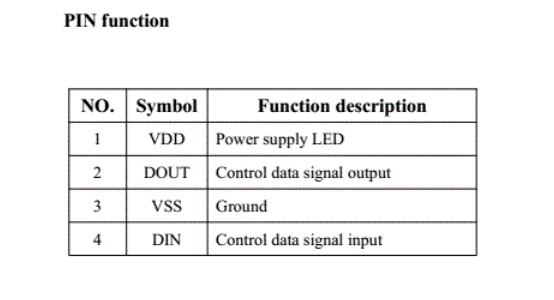 PIN function
NO. Symbol Function description
1 VDD Power supply LED
2 DOUT Control data signal output
3 VSS Ground
4 DIN Control data signal input